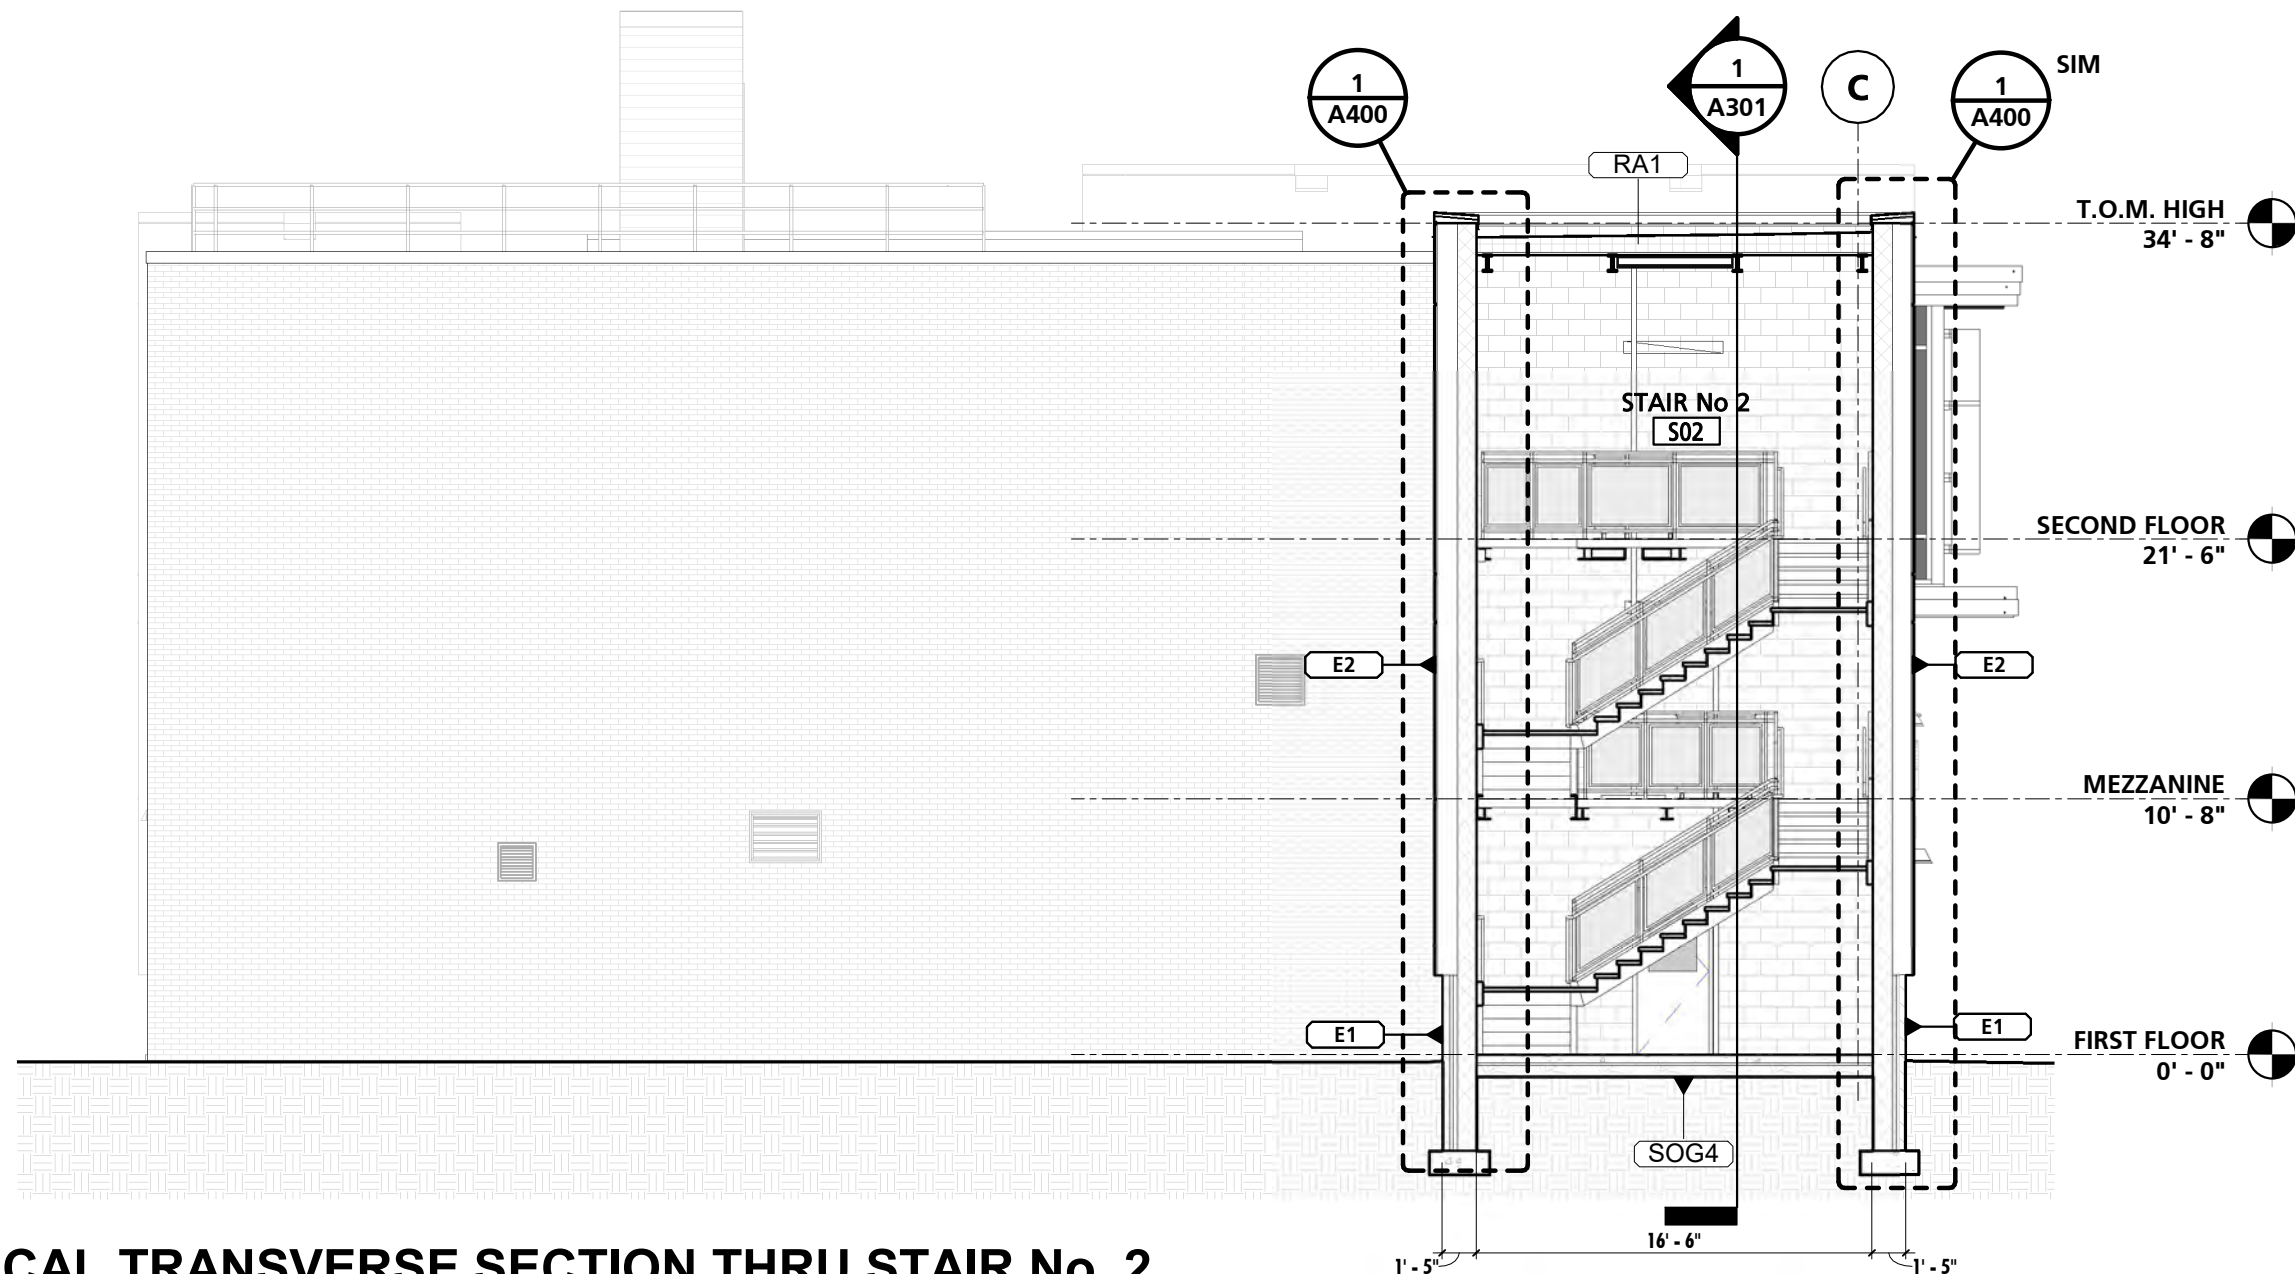 1
A400
1
A301
C
1
A400
SIM
RA1
T.O.M. HIGH
34' - 8"
STAIR No 2
S02
SECOND FLOOR
21' - 6"
E2
E2
MEZZANINE
10' - 8"
E1
E1
FIRST FLOOR
0' - 0"
SOG4
16' - 6"
1' - 5"
1' - 5"
CAL TRANSVERSE SECTION THRU STAIR No. 2